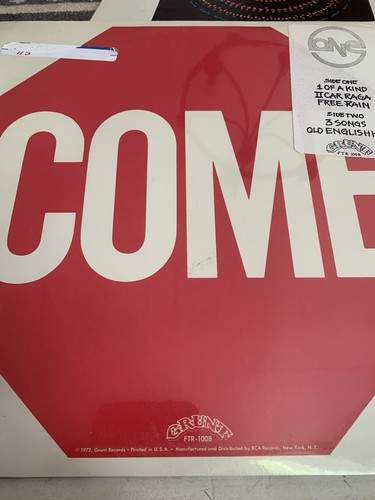 one
SIDE ONE
1 OF A KIND
II CAR RAGA
FREE RAIN
SIDE TWO
3 SONGS
OLD ENGLISH
GRUNT
FTR-1008
COME
GRUNT
FTR-1008
© 1972, Grunt Records • Printed in U.S.A. • Manufactured and Distributed by RCA Records, New York, N.Y.